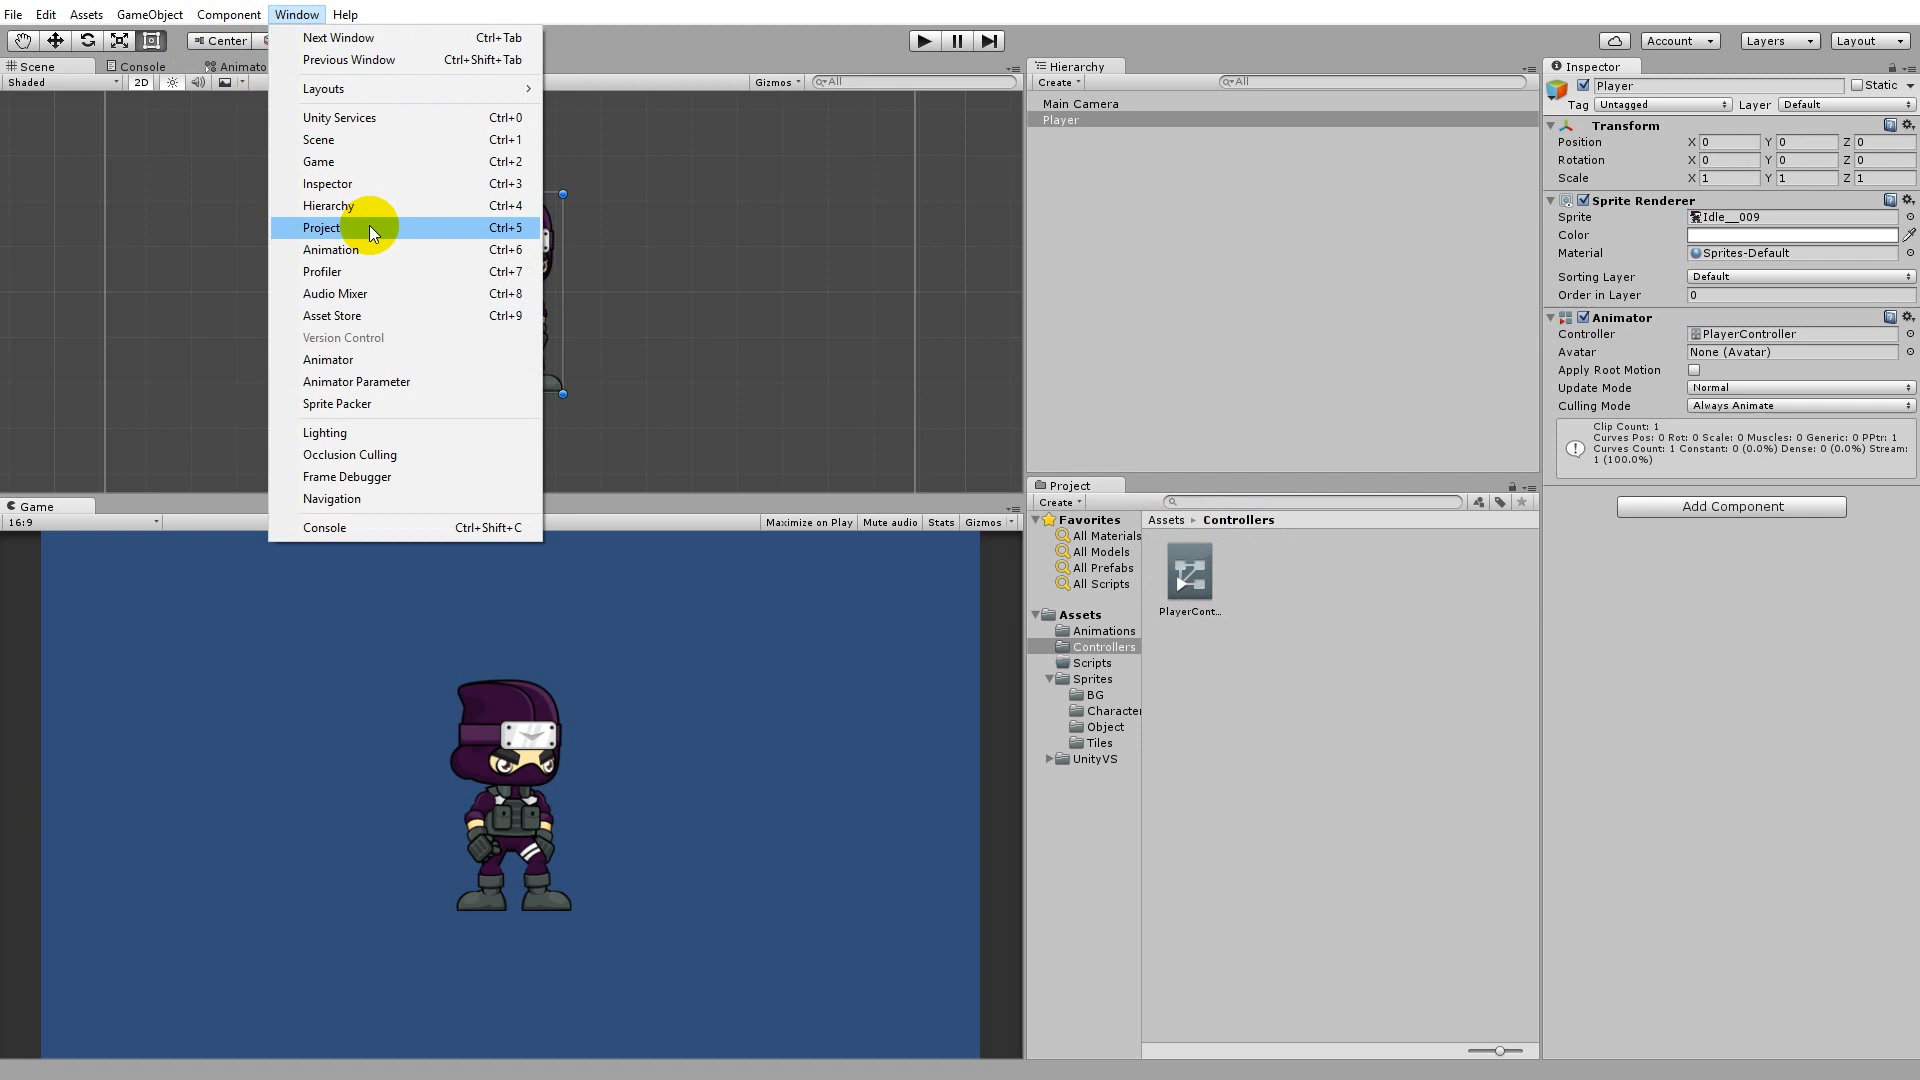 File Edit Assets GameObject Component Window Help
Center
Account Layers Layout
Scene Console Animato
Shaded 2D Gizmos All
Next Window Ctrl+Tab
Previous Window Ctrl+Shift+Tab
Layouts
Unity Services Ctrl+0
Scene Ctrl+1
Game Ctrl+2
Inspector Ctrl+3
Hierarchy Ctrl+4
Project Ctrl+5
Animation Ctrl+6
Profiler Ctrl+7
Audio Mixer Ctrl+8
Asset Store Ctrl+9
Version Control
Animator
Animator Parameter
Sprite Packer
Lighting
Occlusion Culling
Frame Debugger
Navigation
Console Ctrl+Shift+C
Game
16:9 Maximize on Play Mute audio Stats Gizmos
Hierarchy
Create All
Main Camera
Player
Project
Create
Favorites
All Materials
All Models
All Prefabs
All Scripts
Assets
Animations
Controllers
Scripts
Sprites
BG
Character
Object
Tiles
UnityVS
Assets Controllers
PlayerCont...
Inspector
Player Static
Tag Untagged Layer Default
Transform
Position X 0 Y 0 Z 0
Rotation X 0 Y 0 Z 0
Scale X 1 Y 1 Z 1
Sprite Renderer
Sprite Idle__009
Color
Material Sprites-Default
Sorting Layer Default
Order in Layer 0
Animator
Controller PlayerController
Avatar None (Avatar)
Apply Root Motion
Update Mode Normal
Culling Mode Always Animate
Clip Count: 1
Curves Pos: 0 Rot: 0 Scale: 0 Muscles: 0 Generic: 0 PPtr: 1
Curves Count: 1 Constant: 0 (0.0%) Dense: 0 (0.0%) Stream:
1 (100.0%)
Add Component